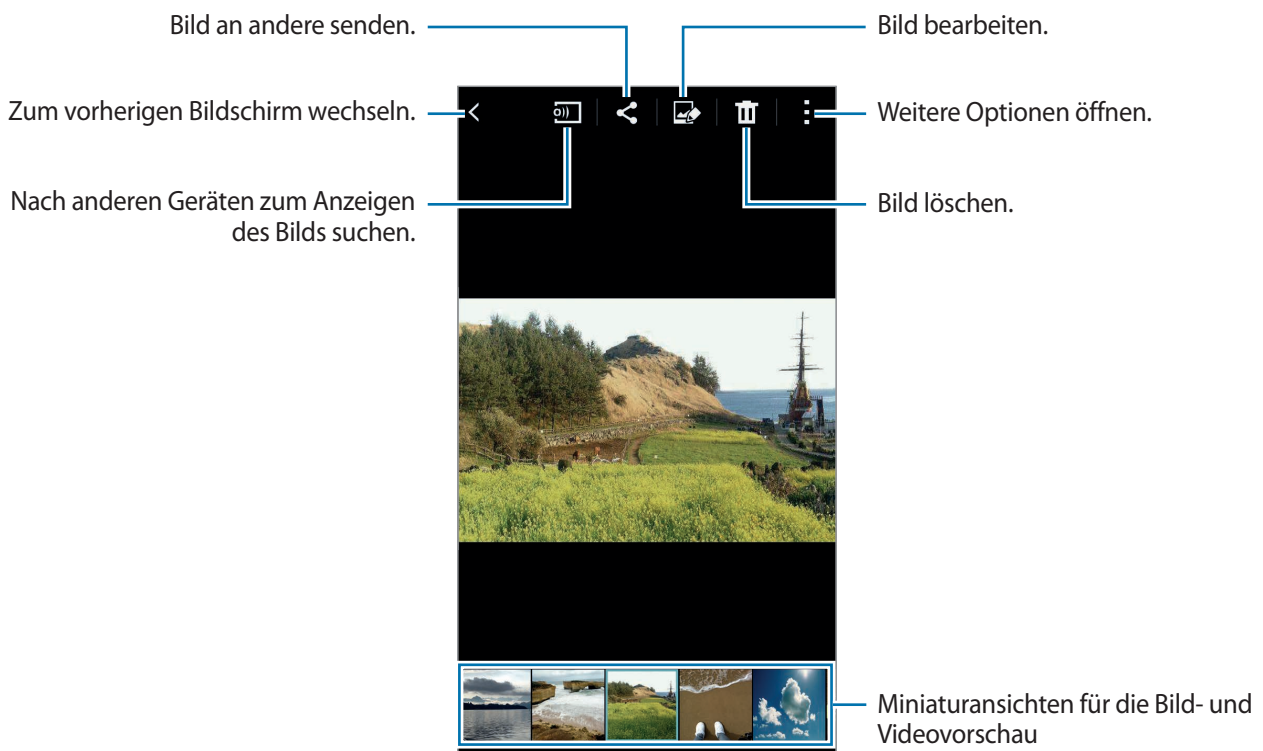 Bild an andere senden.
Bild bearbeiten.
Zum vorherigen Bildschirm wechseln.
Weitere Optionen öffnen.
Nach anderen Geräten zum Anzeigen
des Bilds suchen.
Bild löschen.
Miniaturansichten für die Bild- und
Videovorschau